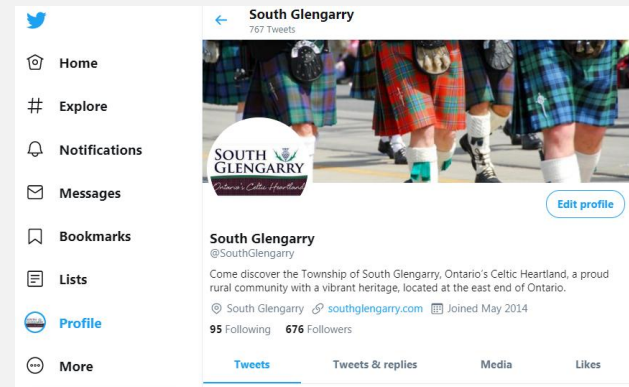 South Glengarry
767 Tweets
Home
Explore
Notifications
Messages
Bookmarks
Lists
Profile
More
SOUTH
GLENGARRY
Ontario's Celtic Heartland
Edit profile
South Glengarry
@SouthGlengarry
Come discover the Township of South Glengarry, Ontario's Celtic Heartland, a proud
rural community with a vibrant heritage, located at the east end of Ontario.
South Glengarry southglengarry.com Joined May 2014
95 Following 676 Followers
Tweets Tweets & replies Media Likes